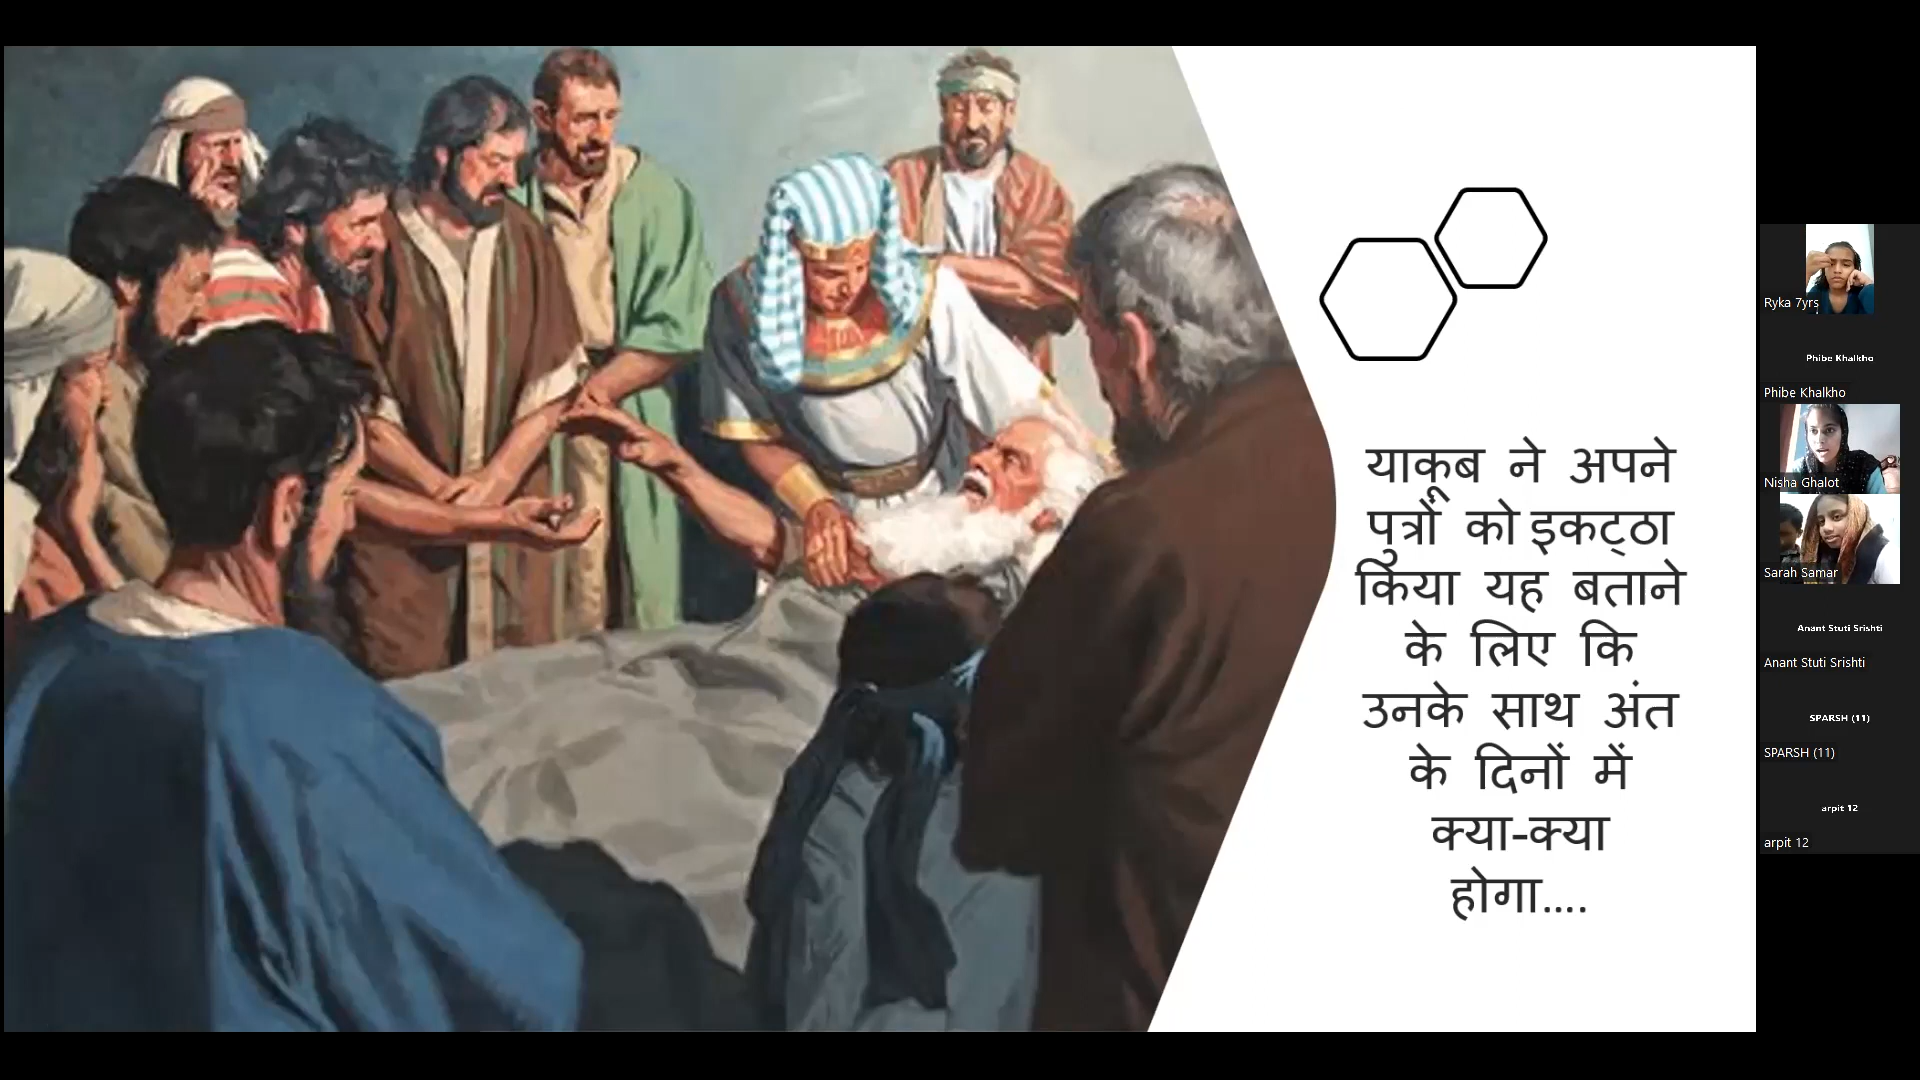 याकूब ने अपने
पुत्रों को इकट्ठा
किया यह बताने
के लिए कि
उनके साथ अंत
के दिनों में
क्या-क्या
होगा....
Ryka 7yrs
Phibe Khalkho
Phibe Khalkho
Nisha Ghalot
Sarah Samar
Anant Stuti Srishti
Anant Stuti Srishti
SPARSH (11)
SPARSH (11)
arpit 12
arpit 12